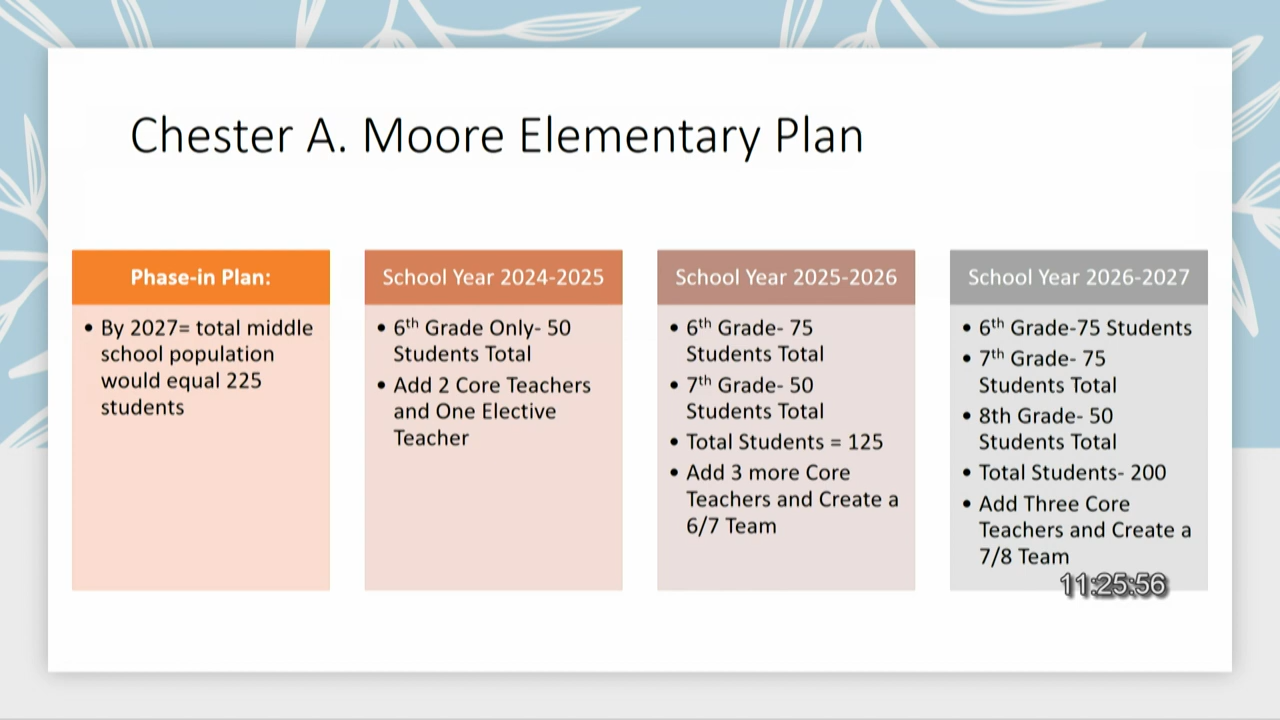 Chester A. Moore Elementary Plan
Phase-in Plan:
• By 2027= total middle
school population
would equal 225
students
School Year 2024-2025
• 6th Grade Only- 50
Students Total
• Add 2 Core Teachers
and One Elective
Teacher
School Year 2025-2026
• 6th Grade- 75
Students Total
• 7th Grade- 50
Students Total
• Total Students = 125
• Add 3 more Core
Teachers and Create a
6/7 Team
School Year 2026-2027
• 6th Grade-75 Students
• 7th Grade- 75
Students Total
• 8th Grade- 50
Students Total
• Total Students- 200
• Add Three Core
Teachers and Create a
7/8 Team
11:25:56